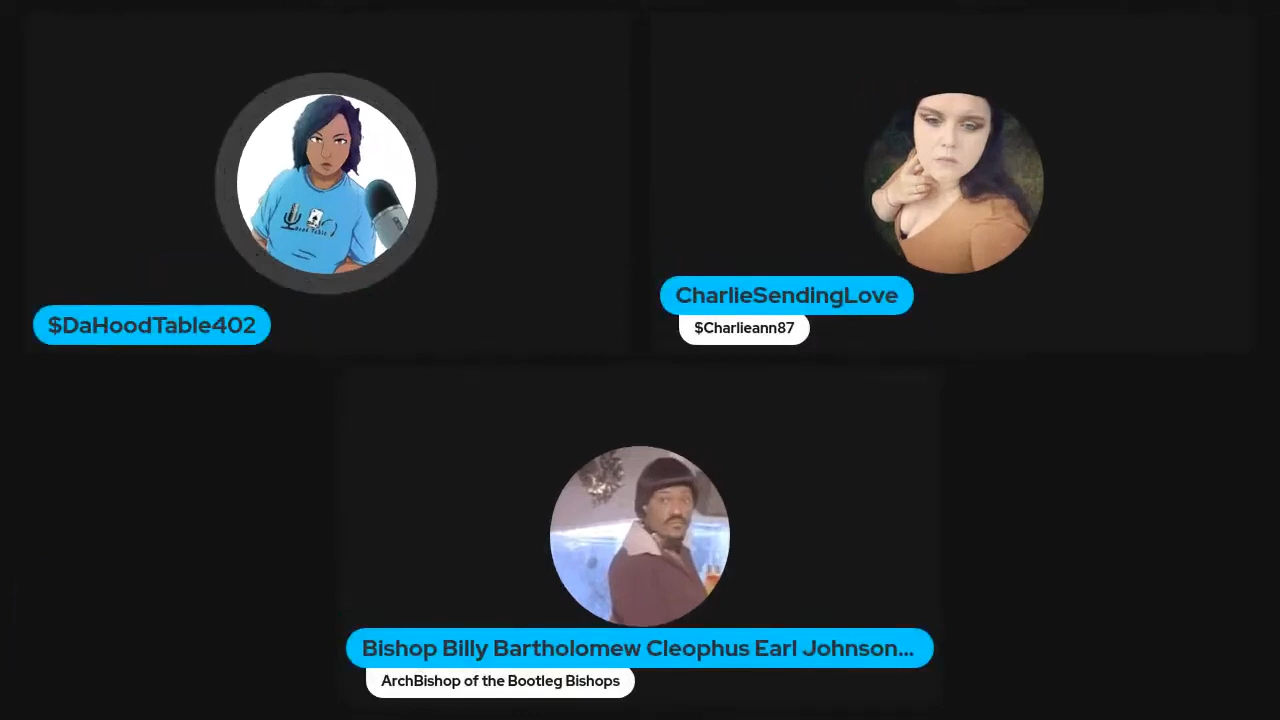 $DaHoodTable402
CharlieSendingLove
$Charlieann87
Bishop Billy Bartholomew Cleophus Earl Johnson...
ArchBishop of the Bootleg Bishops